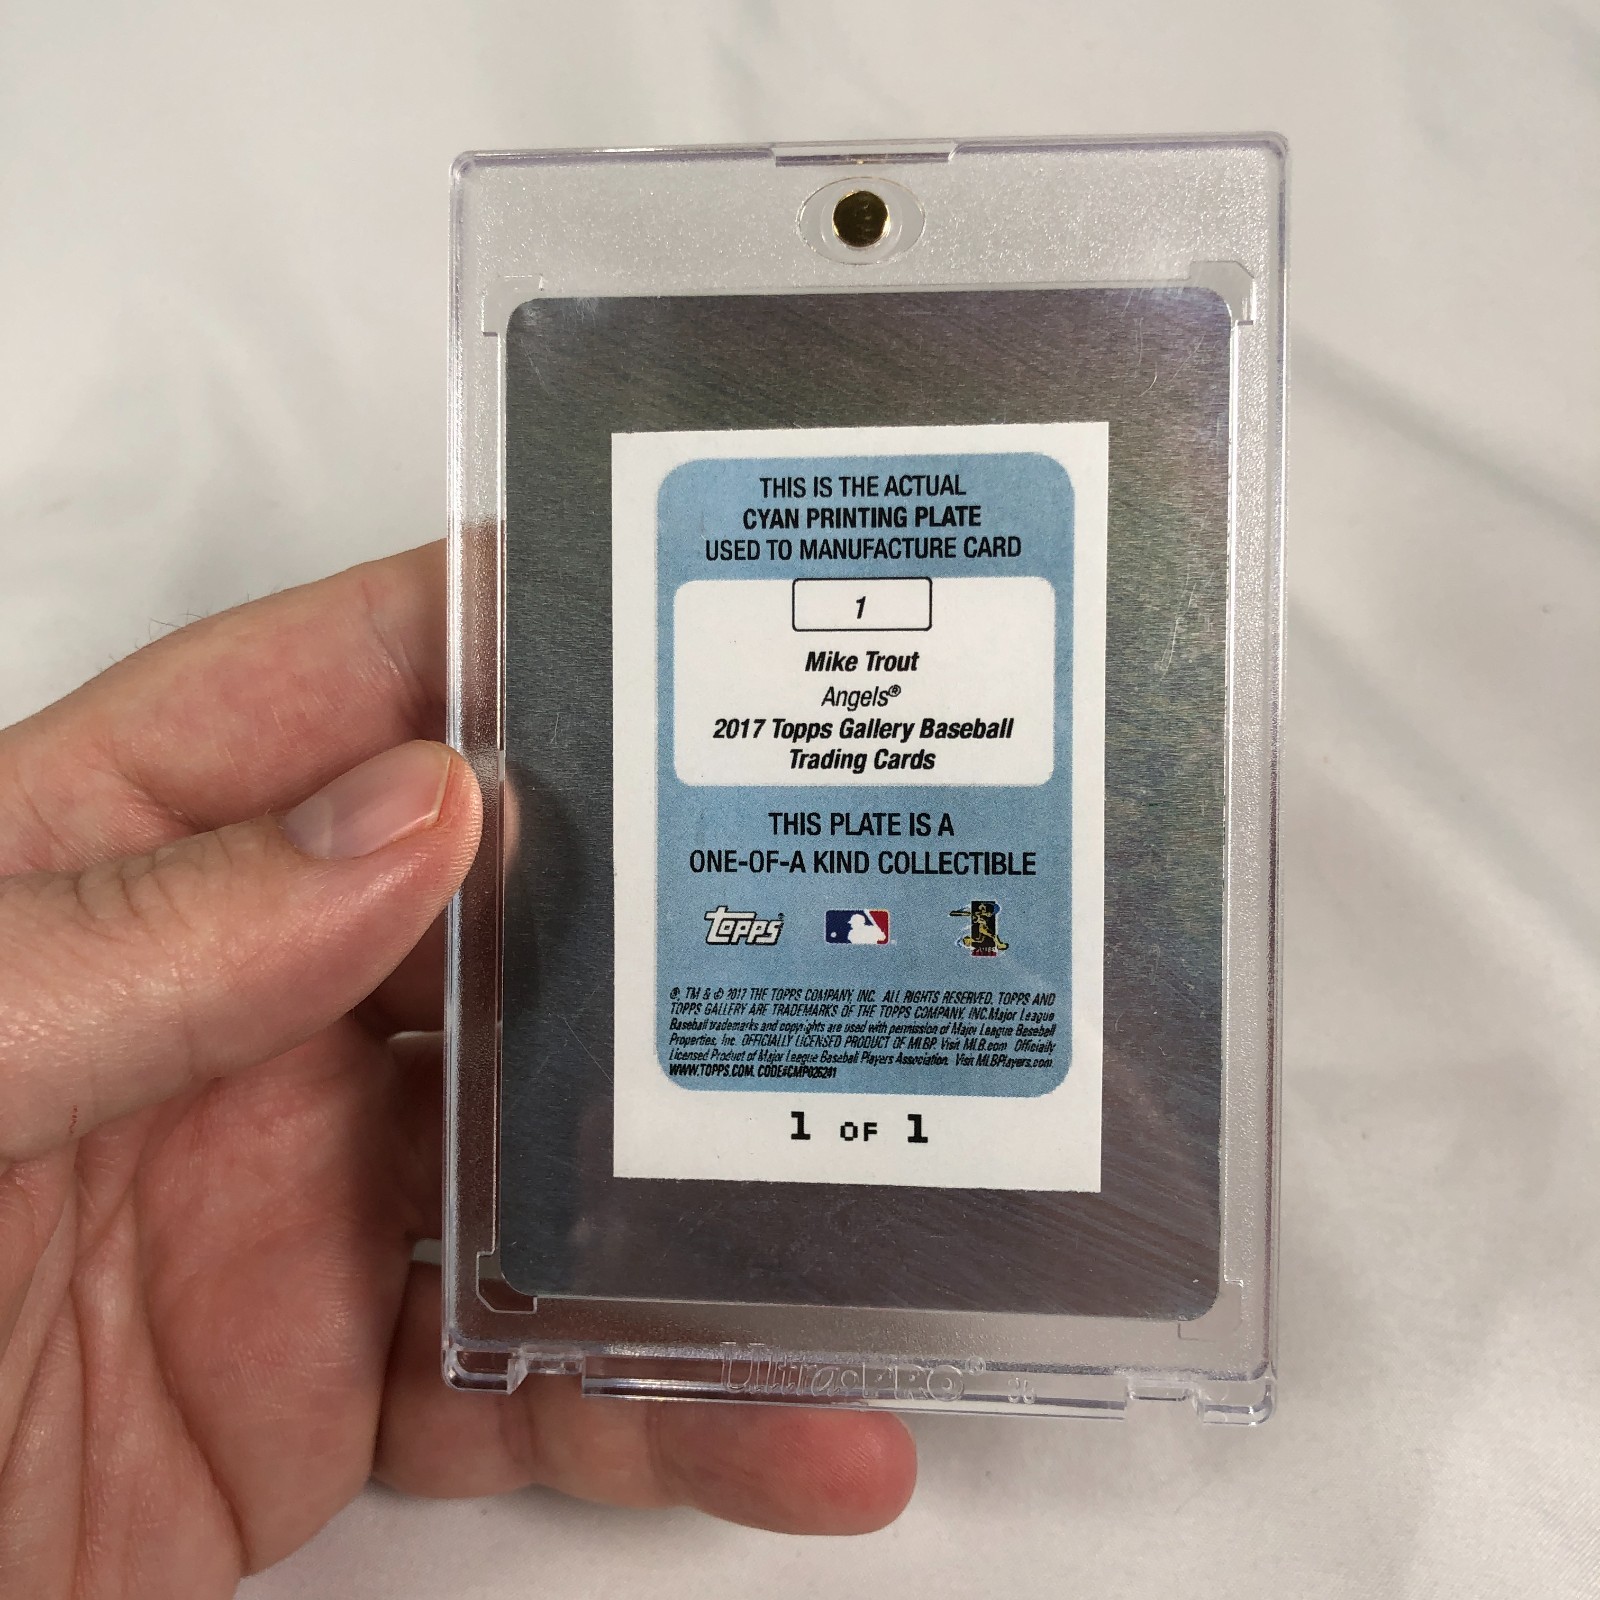 THIS IS THE ACTUAL
CYAN PRINTING PLATE
USED TO MANUFACTURE CARD
1
Mike Trout
Angels®
2017 Topps Gallery Baseball
Trading Cards
THIS PLATE IS A
ONE-OF-A KIND COLLECTIBLE
topps®
®, TM & © 2017 THE TOPPS COMPANY, INC. ALL RIGHTS RESERVED. TOPPS AND
TOPPS GALLERY ARE TRADEMARKS OF THE TOPPS COMPANY, INC.Major League
Baseball trademarks and copyrights are used with permission of Major League Baseball
Properties, Inc. OFFICIALLY LICENSED PRODUCT OF MLBP. Visit MLB.com. Officially
Licensed Product of Major League Baseball Players Association. Visit MLBPlayers.com.
WWW.TOPPS.COM. CODE#CMP026241
1 OF 1
Ultra•PRO®